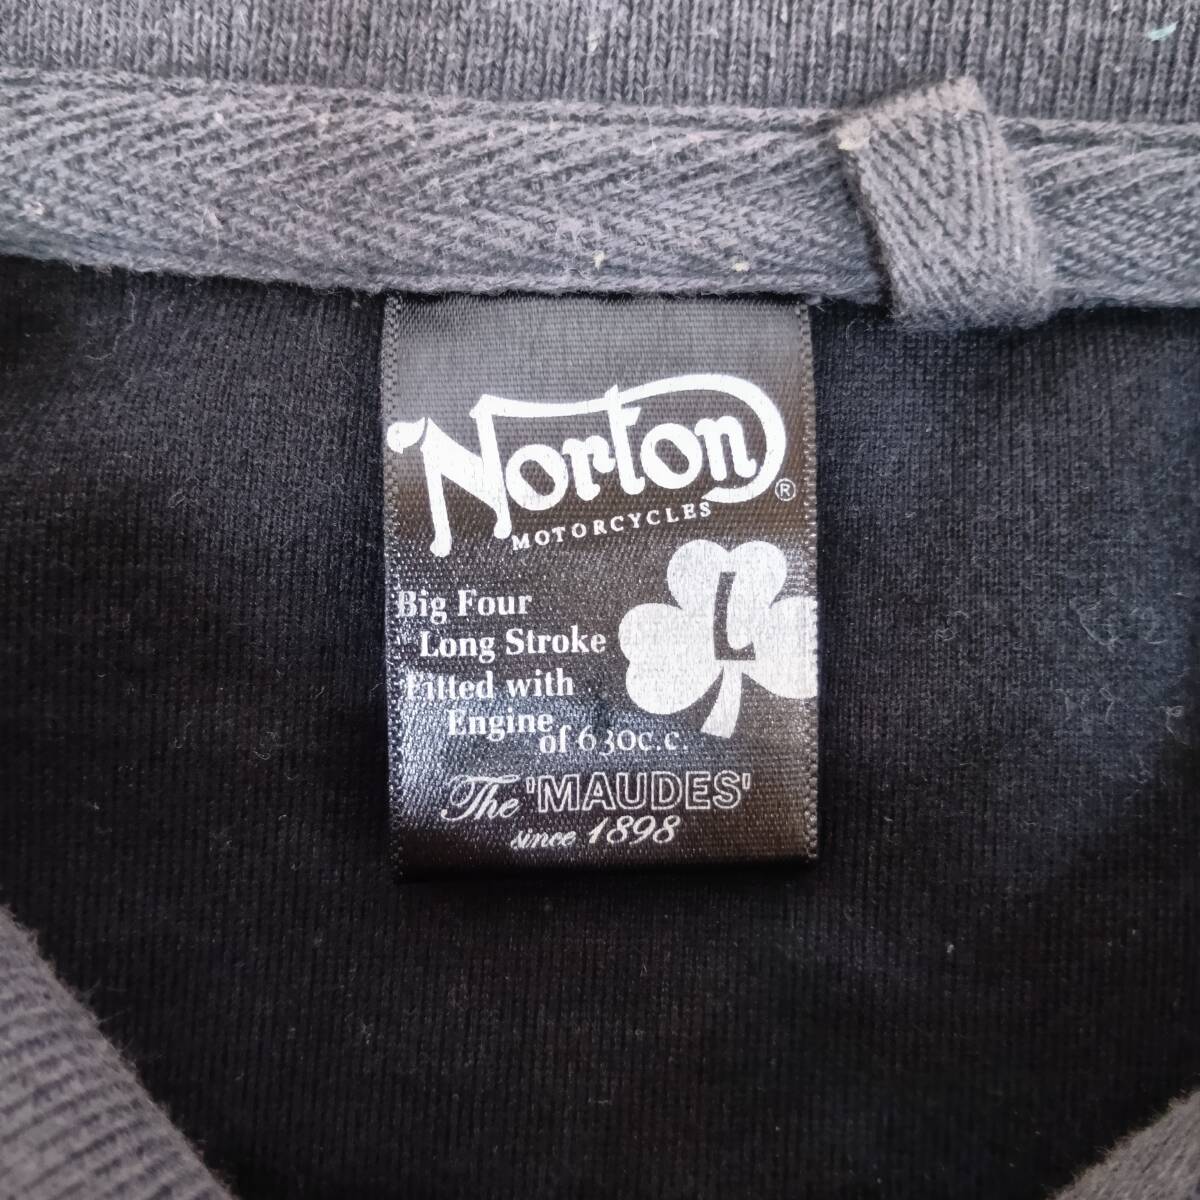 Norton®
MOTORCYCLES
L
Big Four
Long Stroke
Fitted with
Engine
of 630c.c.
The 'MAUDES'
since 1898